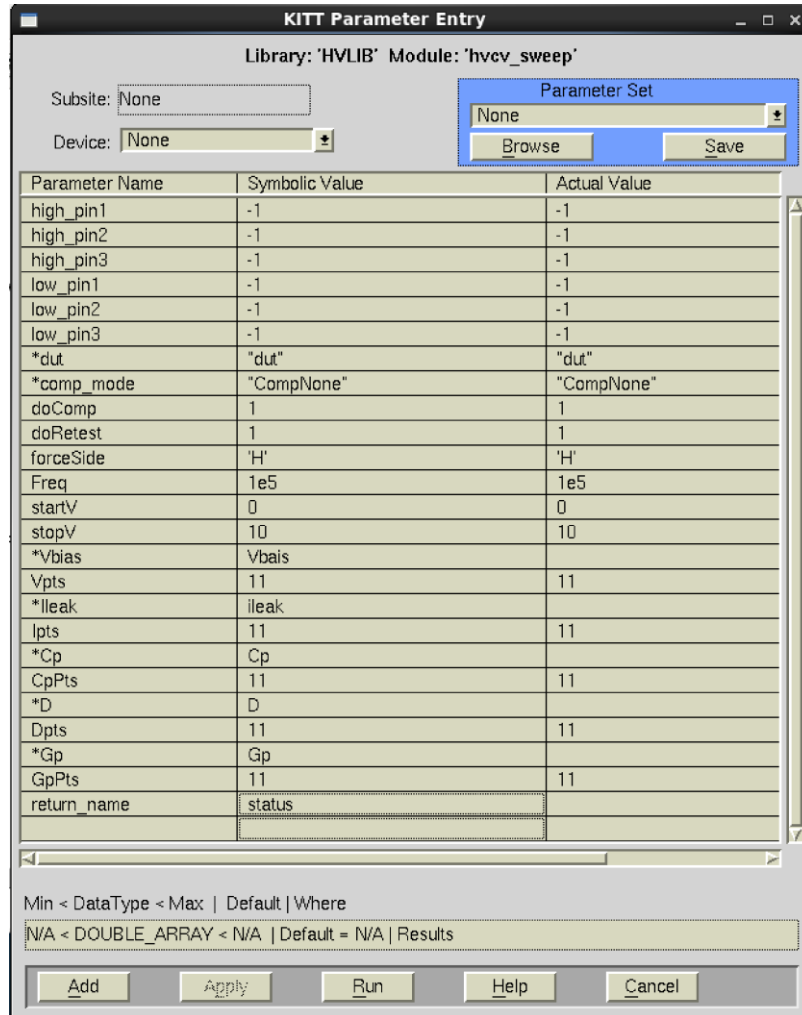 KITT Parameter Entry
Library: 'HVLIB' Module: 'hvcv_sweep'
Subsite: None
Device: None
Parameter Set
None
Browse Save
Parameter Name Symbolic Value Actual Value
high_pin1 -1 -1
high_pin2 -1 -1
high_pin3 -1 -1
low_pin1 -1 -1
low_pin2 -1 -1
low_pin3 -1 -1
*dut "dut" "dut"
*comp_mode "CompNone" "CompNone"
doComp 1 1
doRetest 1 1
forceSide 'H' 'H'
Freq 1e5 1e5
startV 0 0
stopV 10 10
*Vbias Vbais
Vpts 11 11
*Ileak ileak
Ipts 11 11
*Cp Cp
CpPts 11 11
*D D
Dpts 11 11
*Gp Gp
GpPts 11 11
return_name status
Min < DataType < Max | Default | Where
N/A < DOUBLE_ARRAY < N/A | Default = N/A | Results
Add Apply Run Help Cancel